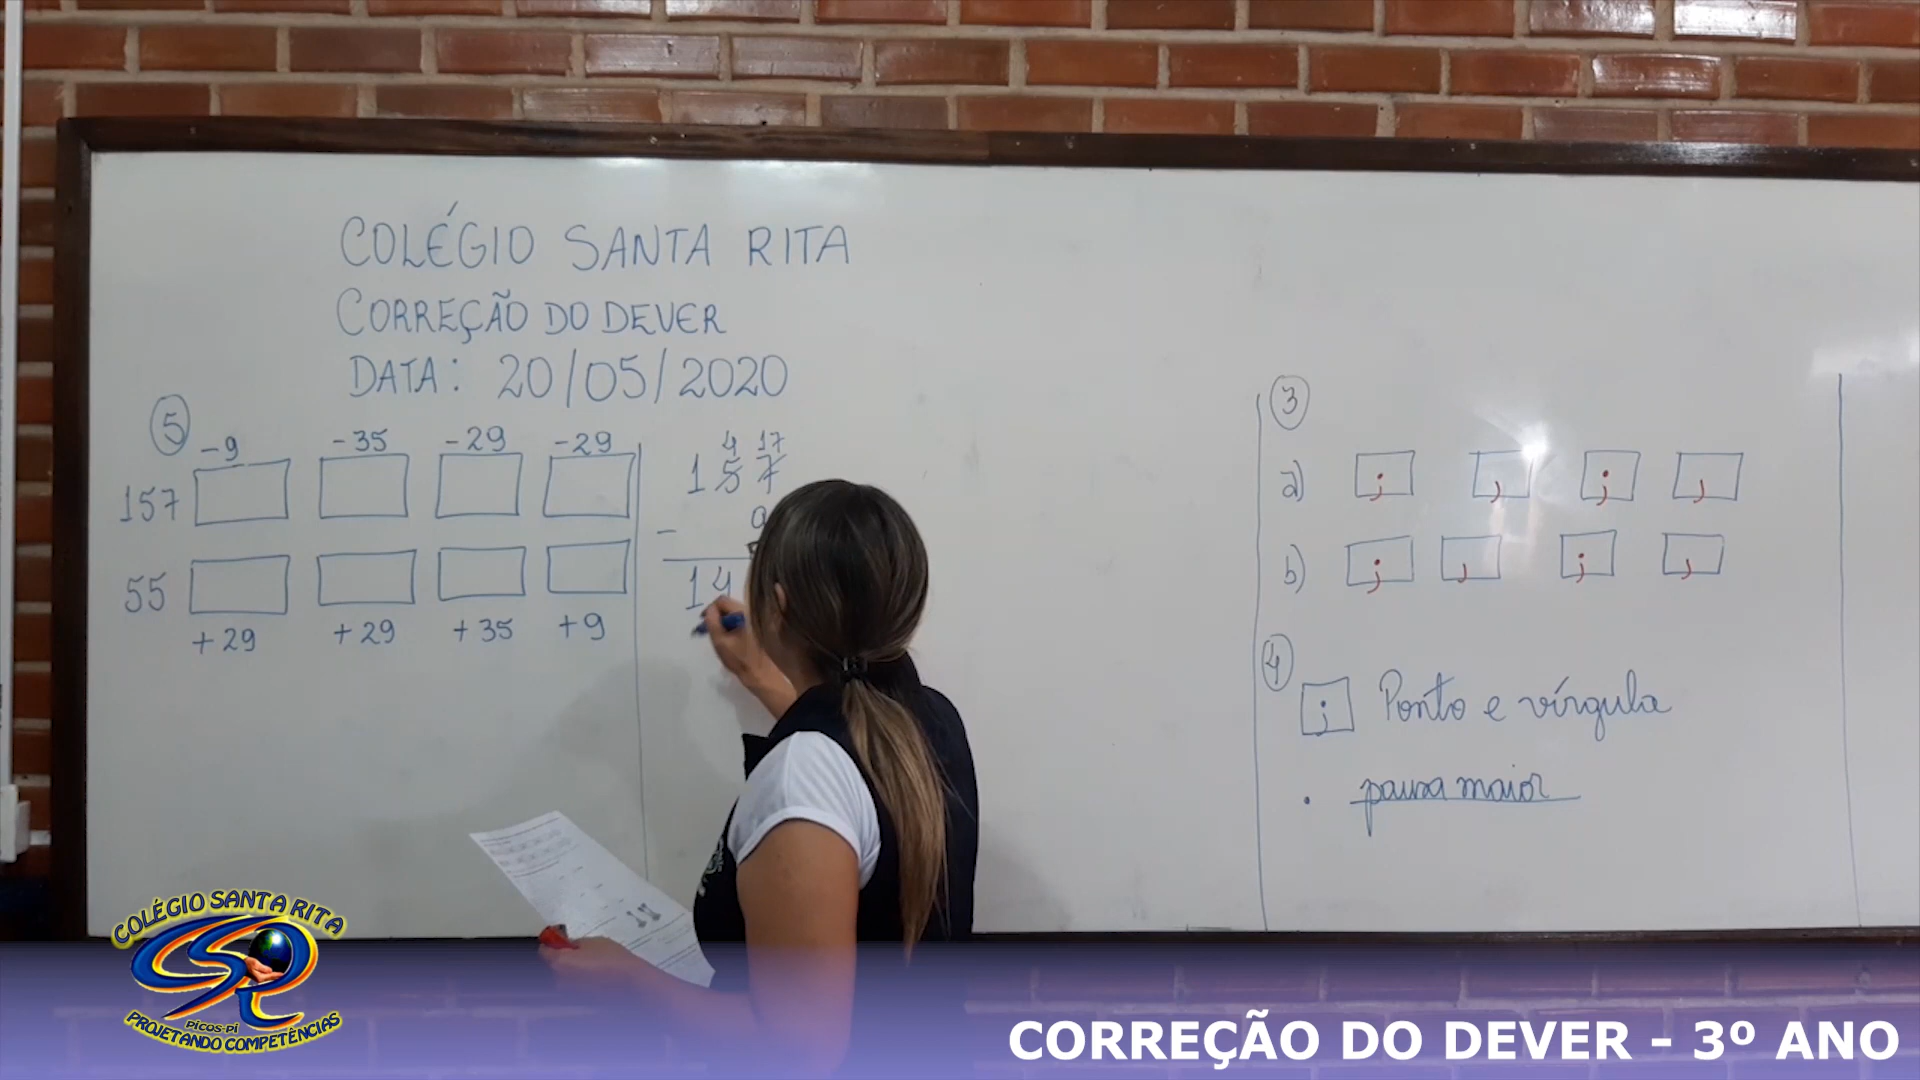 COLÉGIO SANTA RITA
CORREÇÃO DO DEVER
DATA: 20/05/2020
5
-9 -35 -29 -29
157
55
+29 +29 +35 +9
4 17
157
- 9
14
3
a) ; , ; ,
b) ; , ; ,
4
; Ponto e vírgula
. pausa maior
COLÉGIO SANTA RITA
CSR
PICOS-PI
PROJETANDO COMPETÊNCIAS
CORREÇÃO DO DEVER - 3º ANO